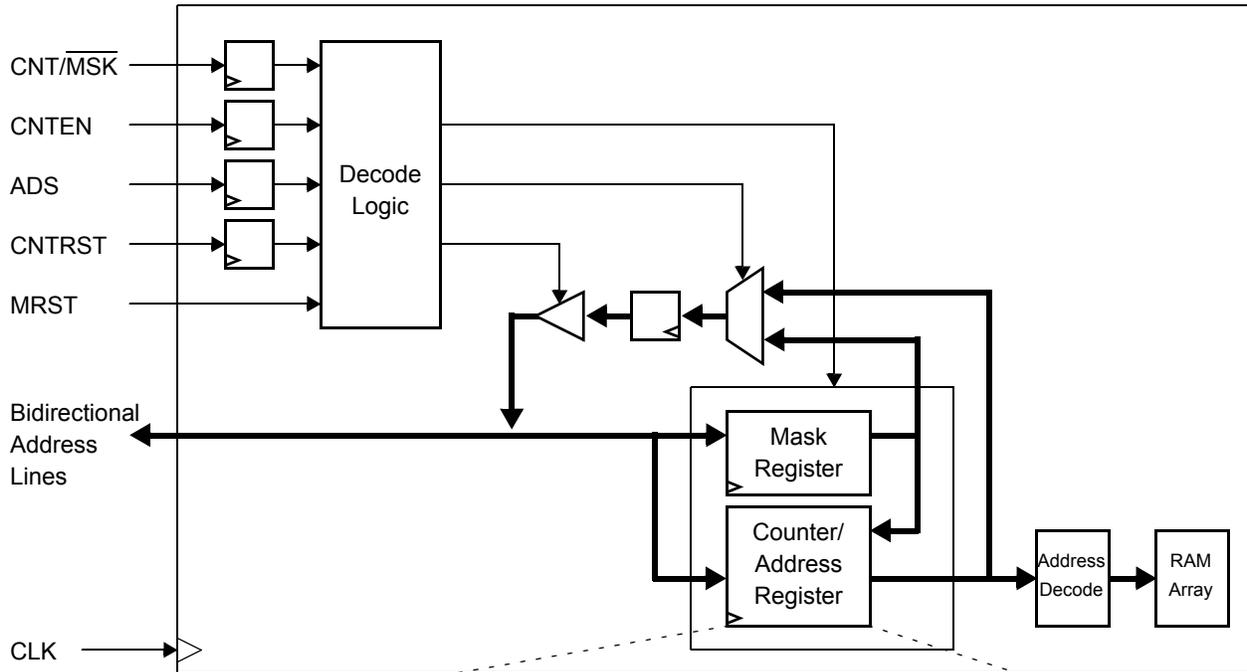 CNT/M̅S̅K̅
CNTEN
ADS
CNTRST
MRST
Decode
Logic
Bidirectional
Address
Lines
Mask
Register
Counter/
Address
Register
Address
Decode
RAM
Array
CLK